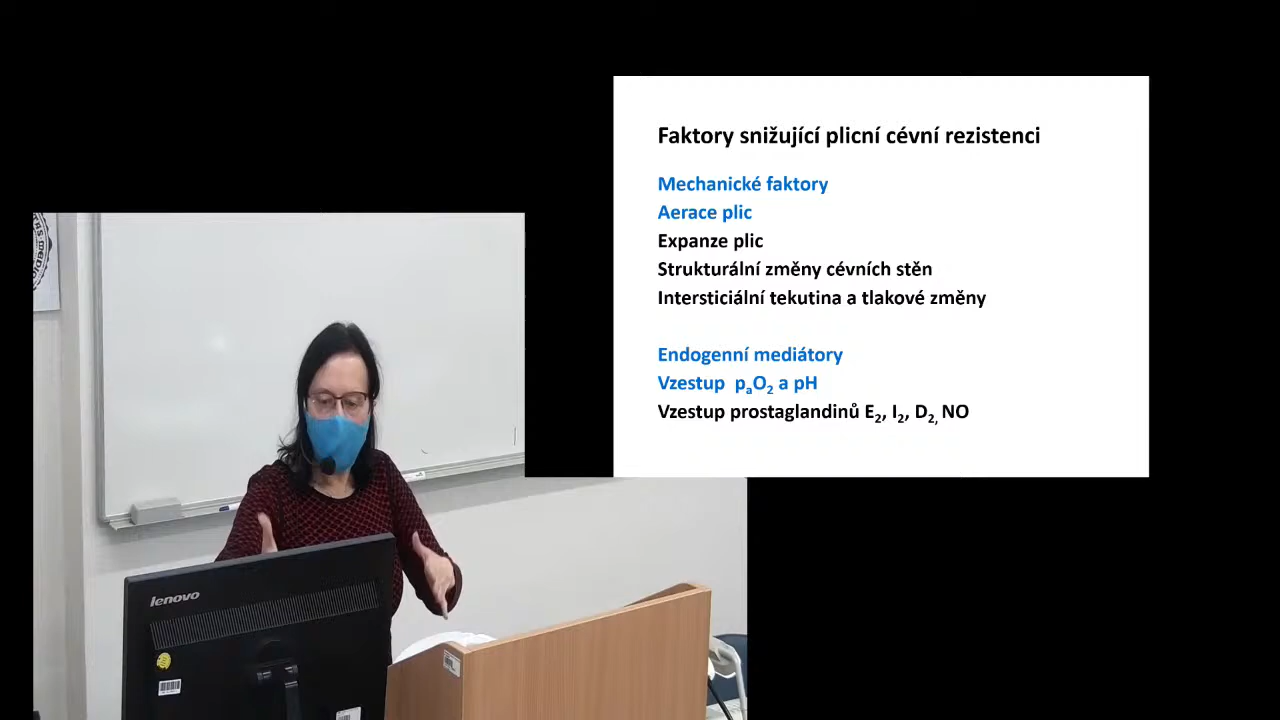 Faktory snižující plicní cévní rezistenci
Mechanické faktory
Aerace plic
Expanze plic
Strukturální změny cévních stěn
Intersticiální tekutina a tlakové změny
Endogenní mediátory
Vzestup paO2 a pH
Vzestup prostaglandinů E2, I2, D2, NO
lenovo